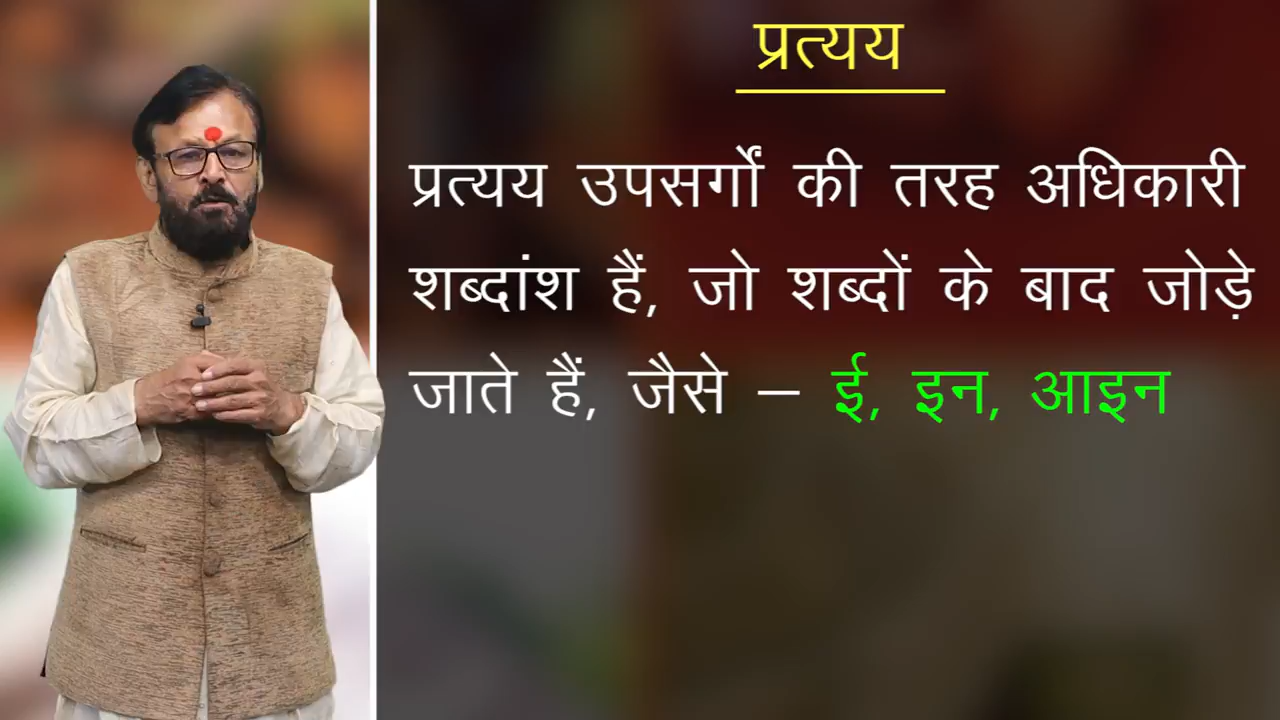 प्रत्यय
प्रत्यय उपसर्गों की तरह अधिकारी
शब्दांश हैं, जो शब्दों के बाद जोड़े
जाते हैं, जैसे – ई, इन, आइन